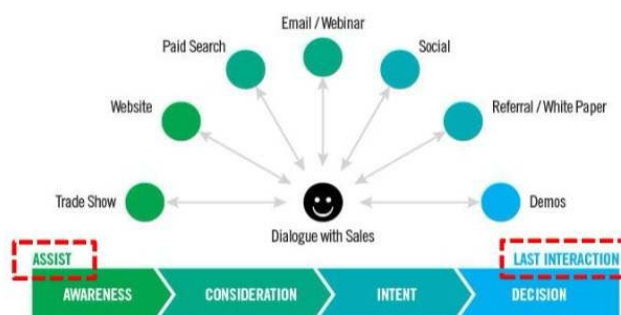 Email / Webinar
Paid Search
Social
Website
Referral / White Paper
Trade Show
Demos
Dialogue with Sales
ASSIST
LAST INTERACTION
AWARENESS
CONSIDERATION
INTENT
DECISION